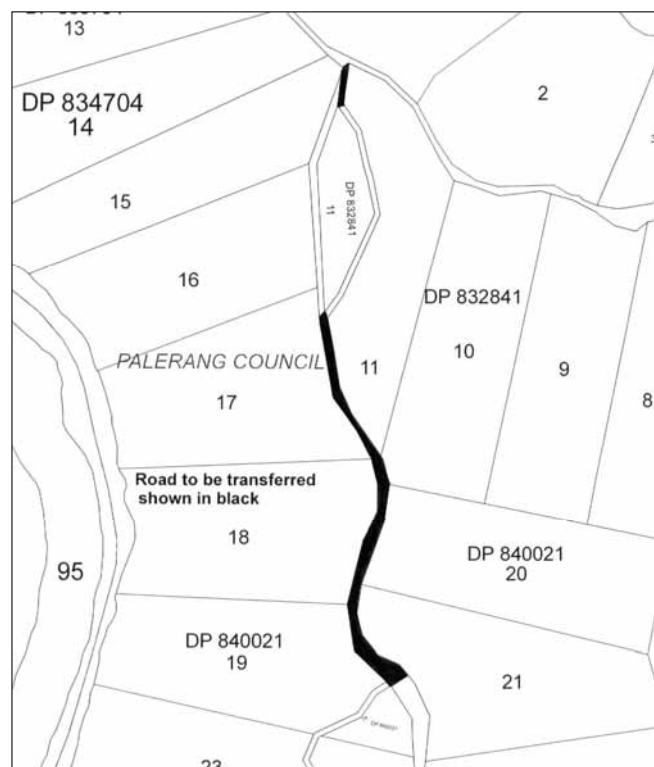 13
DP 834704
14
2
15
DP 832841
11
16
DP 832841
10
9
8
PALERANG COUNCIL
11
17
Road to be transferred
shown in black
18
95
DP 840021
20
DP 840021
19
21
23